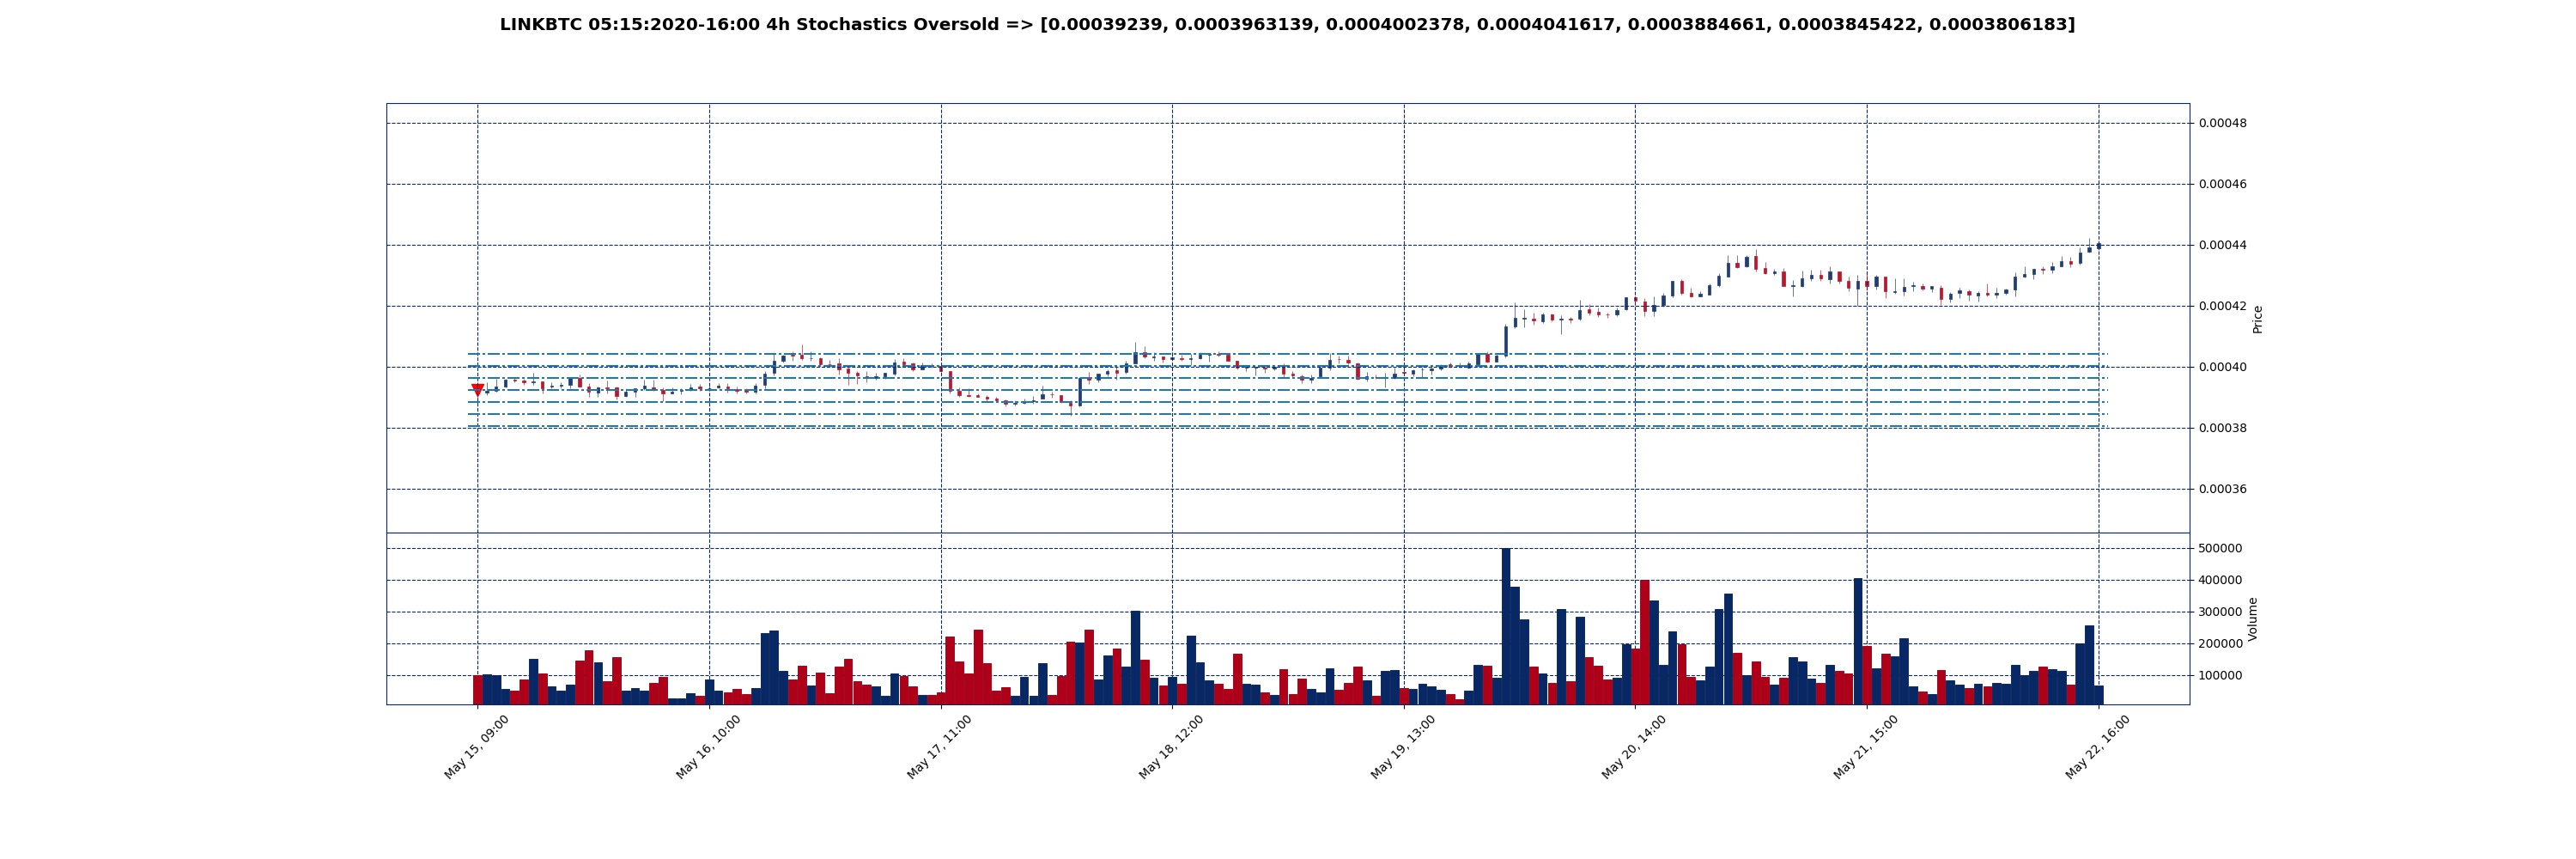 LINKBTC 05:15:2020-16:00 4h Stochastics Oversold => [0.00039239, 0.0003963139, 0.0004002378, 0.0004041617, 0.0003884661, 0.0003845422, 0.0003806183]
0.00048
0.00046
0.00044
0.00042
Price
0.00040
0.00038
0.00036
500000
400000
300000
Volume
200000
100000
May 15, 09:00
May 16, 10:00
May 17, 11:00
May 18, 12:00
May 19, 13:00
May 20, 14:00
May 21, 15:00
May 22, 16:00